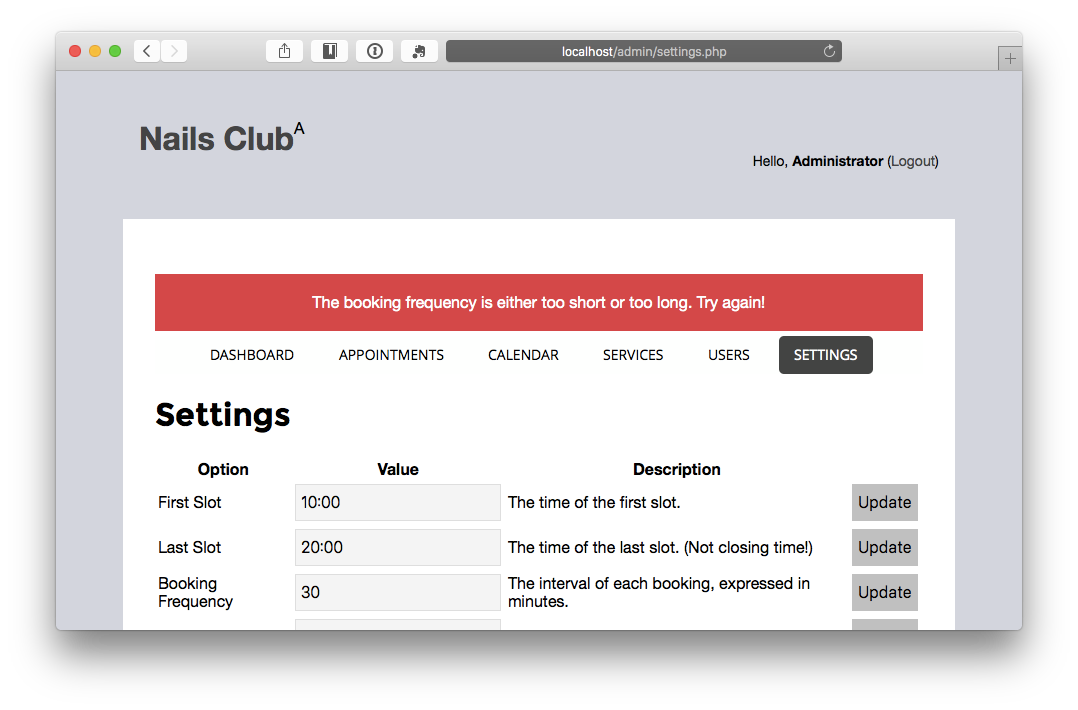 localhost/admin/settings.php
Nails ClubA
Hello, Administrator (Logout)
The booking frequency is either too short or too long. Try again!
DASHBOARD APPOINTMENTS CALENDAR SERVICES USERS SETTINGS
Settings
Option Value Description
First Slot 10:00 The time of the first slot. Update
Last Slot 20:00 The time of the last slot. (Not closing time!) Update
Booking Frequency 30 The interval of each booking, expressed in minutes. Update